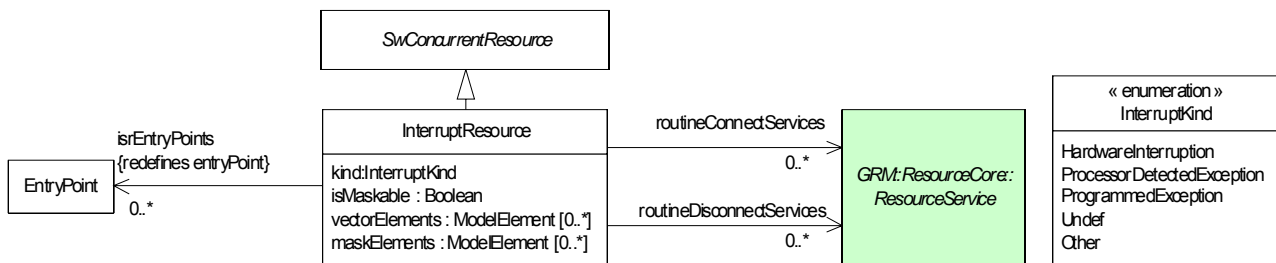 SwConcurrentResource
isrEntryPoints
{redefines entryPoint}
EntryPoint
0..*
InterruptResource
kind:InterruptKind
isMaskable : Boolean
vectorElements : ModelElement [0..*]
maskElements : ModelElement [0..*]
routineConnectServices
0..*
routineDisconnectServices
0..*
GRM::ResourceCore::
ResourceService
« enumeration »
InterruptKind
HardwareInterruption
ProcessorDetectedException
ProgrammedException
Undef
Other